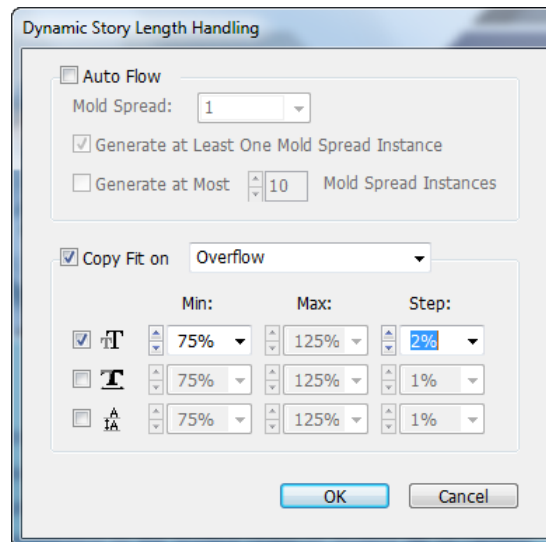 Dynamic Story Length Handling
Auto Flow
Mold Spread: 1
Generate at Least One Mold Spread Instance
Generate at Most 10 Mold Spread Instances
Copy Fit on Overflow
Min: Max: Step:
TT 75% 125% 2%
T 75% 125% 1%
AA 75% 125% 1%
OK Cancel